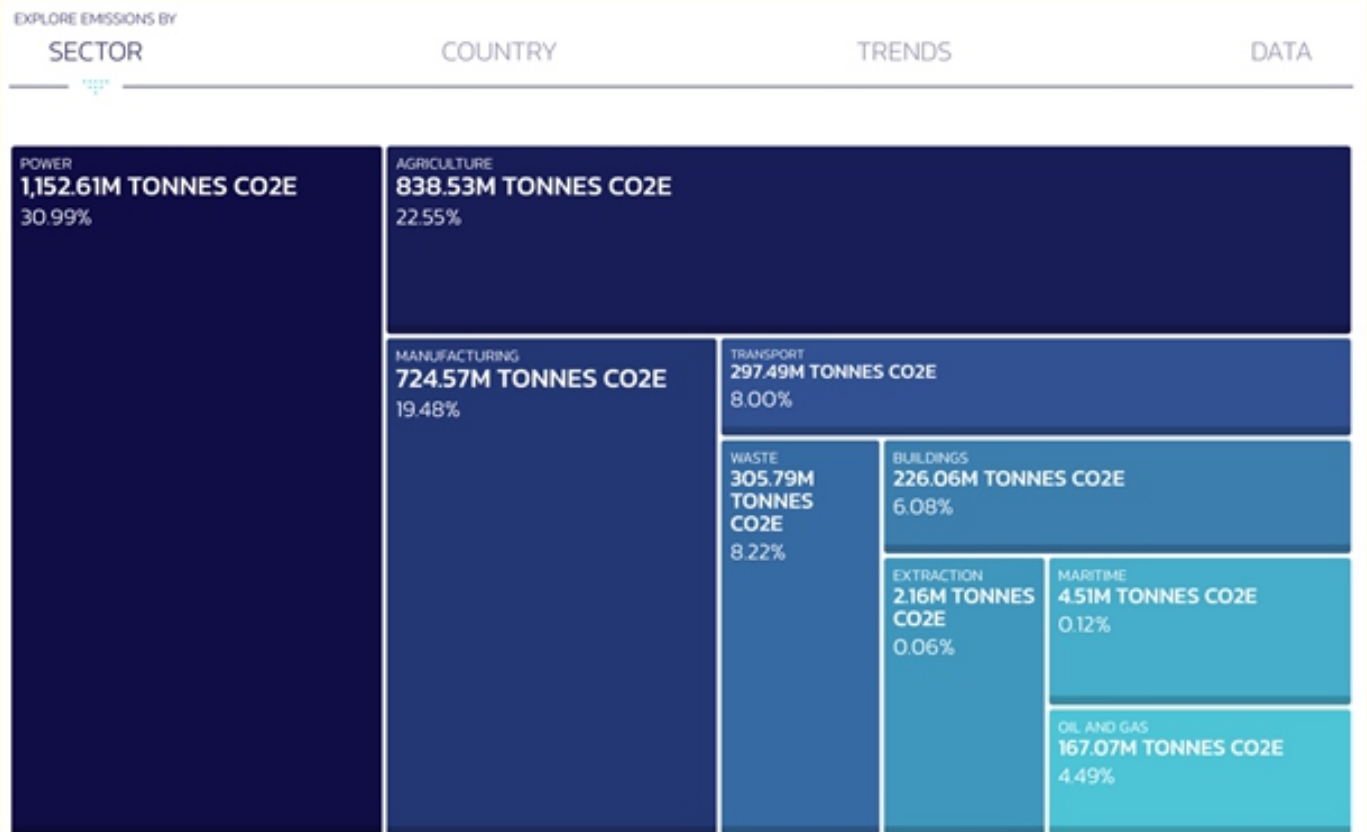 EXPLORE EMISSIONS BY
SECTOR COUNTRY TRENDS DATA
POWER
1,152.61M TONNES CO2E
30.99%
AGRICULTURE
838.53M TONNES CO2E
22.55%
MANUFACTURING
724.57M TONNES CO2E
19.48%
TRANSPORT
297.49M TONNES CO2E
8.00%
WASTE
305.79M
TONNES
CO2E
8.22%
BUILDINGS
226.06M TONNES CO2E
6.08%
EXTRACTION
2.16M TONNES
CO2E
0.06%
MARITIME
4.51M TONNES CO2E
0.12%
OIL AND GAS
167.07M TONNES CO2E
4.49%